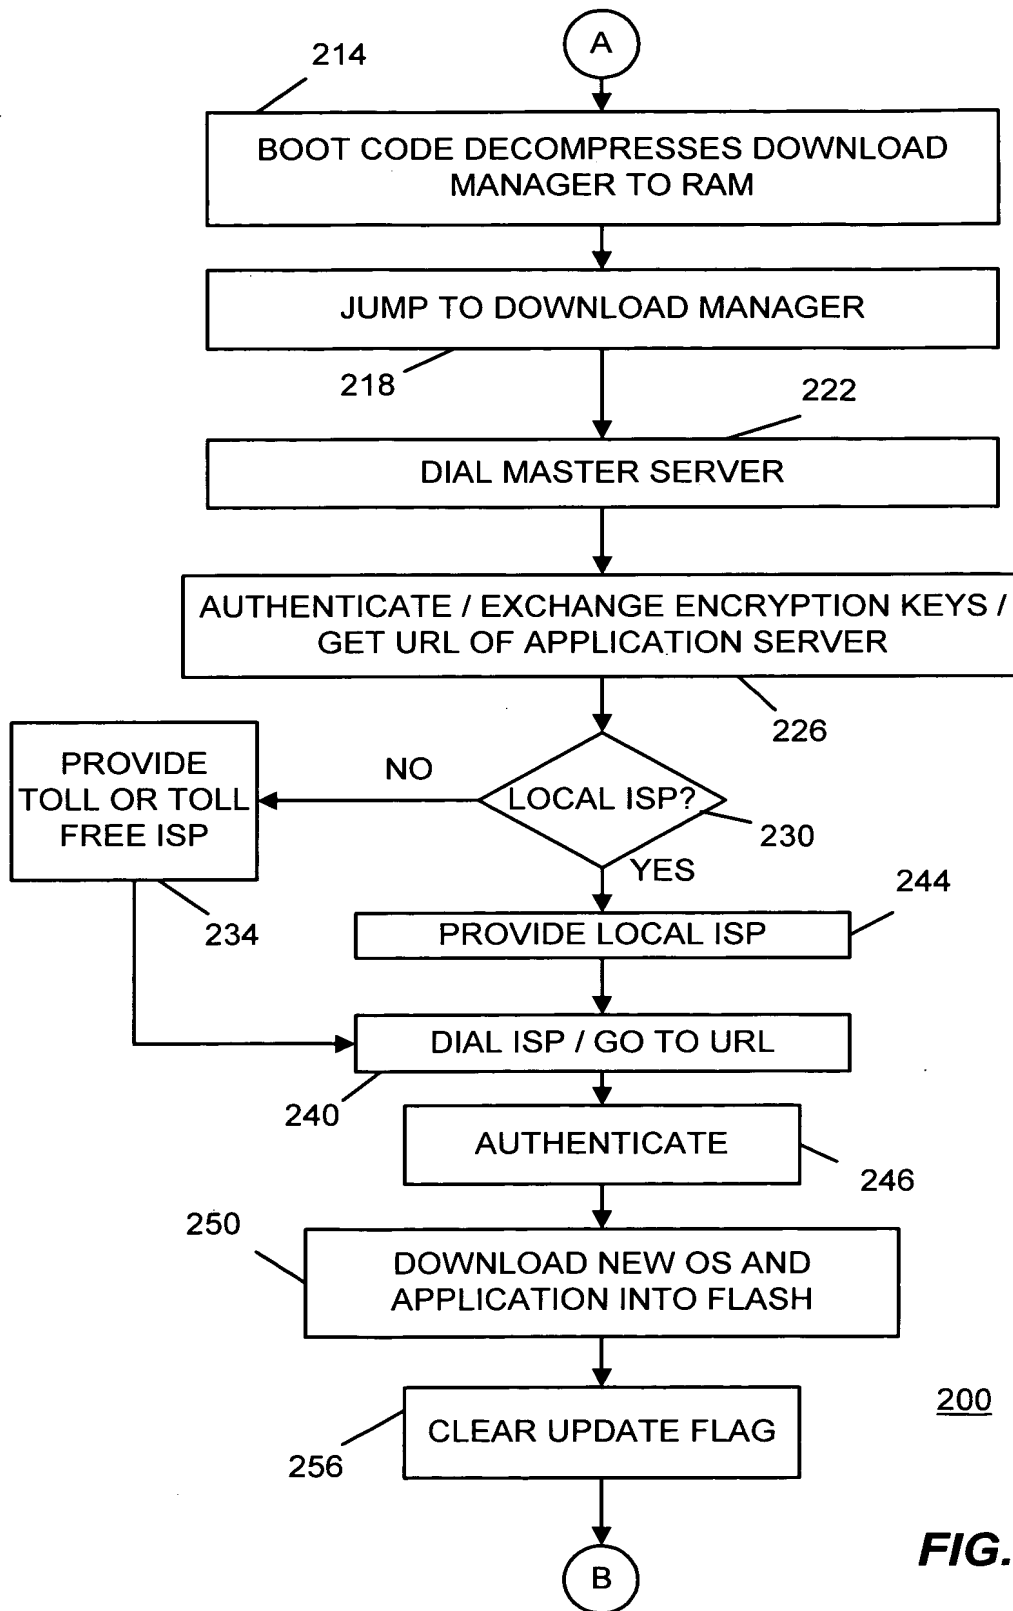 A
214
BOOT CODE DECOMPRESSES DOWNLOAD
MANAGER TO RAM
JUMP TO DOWNLOAD MANAGER
218
222
DIAL MASTER SERVER
AUTHENTICATE / EXCHANGE ENCRYPTION KEYS /
GET URL OF APPLICATION SERVER
226
PROVIDE
TOLL OR TOLL
FREE ISP
234
NO
LOCAL ISP?
230
YES
244
PROVIDE LOCAL ISP
DIAL ISP / GO TO URL
240
AUTHENTICATE
246
250
DOWNLOAD NEW OS AND
APPLICATION INTO FLASH
200
CLEAR UPDATE FLAG
256
FIG.
B